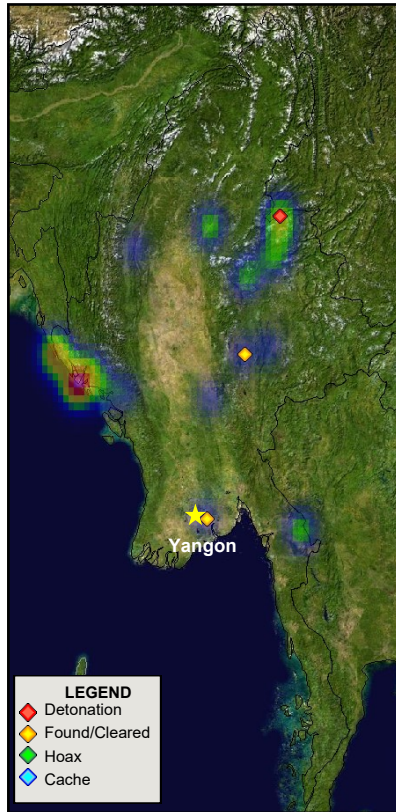 Yangon
LEGEND
Detonation
Found/Cleared
Hoax
Cache